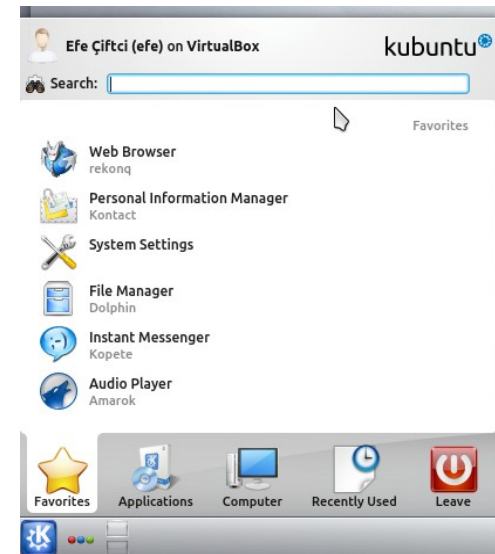 Efe Çiftci (efe) on VirtualBox
kubuntu
Search:
Favorites
Web Browser
rekonq
Personal Information Manager
Kontact
System Settings
File Manager
Dolphin
Instant Messenger
Kopete
Audio Player
Amarok
Favorites Applications Computer Recently Used Leave